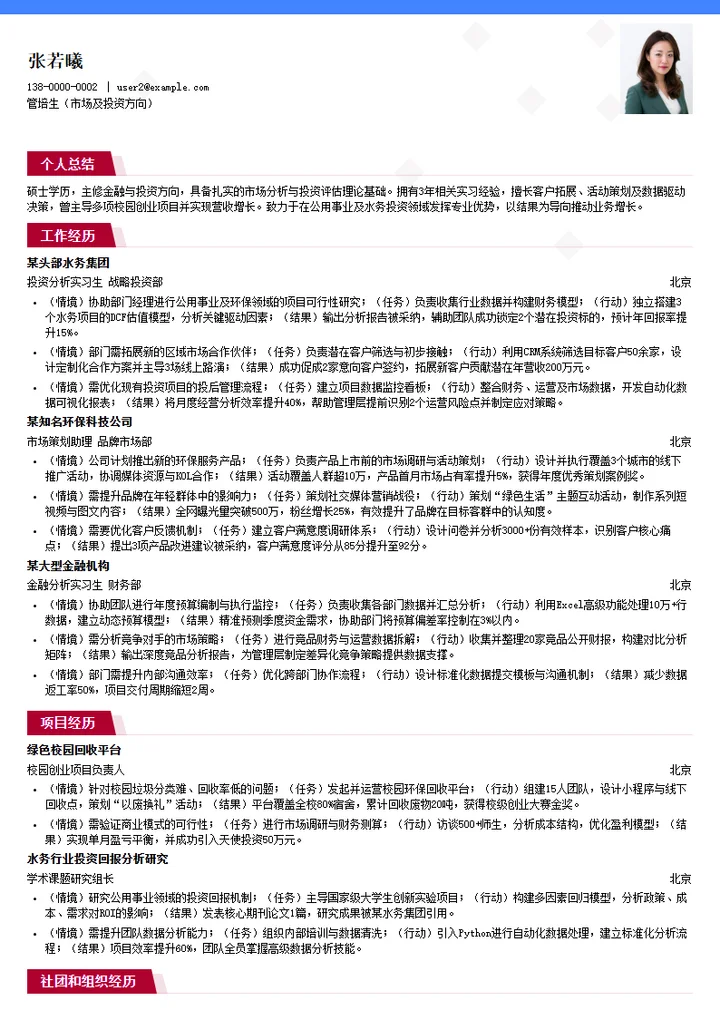 张若曦
138-0000-0002 | user2@example.com
管培生（市场及投资方向）
个人总结
硕士学历，主修金融与投资方向，具备扎实的市场分析与投资评估理论基础。拥有3年相关实习经验，擅长客户拓展、活动策划及数据驱动
决策，曾主导多项校园创业项目并实现营收增长。致力于在公用事业及水务投资领域发挥专业优势，以结果为导向推动业务增长。
工作经历
某头部水务集团
投资分析实习生 战略投资部 北京
• （情境）协助部门经理进行公用事业及环保领域的项目可行性研究；（任务）负责收集行业数据并构建财务模型；（行动）独立搭建3
个水务项目的DCF估值模型，分析关键驱动因素；（结果）输出分析报告被采纳，辅助团队成功锁定2个潜在投资标的，预计年回报率提
升15%。
• （情境）部门需拓展新的区域市场合作伙伴；（任务）负责潜在客户筛选与初步接触；（行动）利用CRM系统筛选目标客户50余家，设
计定制化合作方案并主导3场线上路演；（结果）成功促成2家意向客户签约，拓展新客户贡献潜在年营收200万元。
• （情境）需优化现有投资项目的投后管理流程；（任务）建立项目数据监控看板；（行动）整合财务、运营及市场数据，开发自动化数
据可视化报表；（结果）将月度经营分析效率提升40%，帮助管理层提前识别2个运营风险点并制定应对策略。
某知名环保科技公司
市场策划助理 品牌市场部 北京
• （情境）公司计划推出新的环保服务产品；（任务）负责产品上市前的市场调研与活动策划；（行动）设计并执行覆盖3个城市的线下
推广活动，协调媒体资源与KOL合作；（结果）活动覆盖人群超10万，产品首月市场占有率提升5%，获得年度优秀策划案例奖。
• （情境）需提升品牌在年轻群体中的影响力；（任务）策划社交媒体营销战役；（行动）策划“绿色生活”主题互动活动，制作系列短
视频与图文内容；（结果）全网曝光量突破500万，粉丝增长25%，有效提升了品牌在目标客群中的认知度。
• （情境）需要优化客户反馈机制；（任务）建立客户满意度调研体系；（行动）设计问卷并分析3000+份有效样本，识别客户核心痛
点；（结果）提出3项产品改进建议被采纳，客户满意度评分从85分提升至92分。
某大型金融机构
金融分析实习生 财务部 北京
• （情境）协助团队进行年度预算编制与执行监控；（任务）负责收集各部门数据并汇总分析；（行动）利用Excel高级功能处理10万+行
数据，建立动态预算模型；（结果）精准预测季度资金需求，协助部门将预算偏差率控制在3%以内。
• （情境）需分析竞争对手的市场策略；（任务）进行竞品财务与运营数据拆解；（行动）收集并整理20家竞品公开财报，构建对比分析
矩阵；（结果）输出深度竞品分析报告，为管理层制定差异化竞争策略提供数据支撑。
• （情境）部门需提升内部沟通效率；（任务）优化跨部门协作流程；（行动）设计标准化数据提交模板与沟通机制；（结果）减少数据
返工率50%，项目交付周期缩短2周。
项目经历
绿色校园回收平台
校园创业项目负责人 北京
• （情境）针对校园垃圾分类难、回收率低的问题；（任务）发起并运营校园环保回收平台；（行动）组建15人团队，设计小程序与线下
回收点，策划“以废换礼”活动；（结果）平台覆盖全校80%宿舍，累计回收废物20吨，获得校级创业大赛金奖。
• （情境）需验证商业模式的可行性；（任务）进行市场调研与财务测算；（行动）访谈500+师生，分析成本结构，优化盈利模型；（结
果）实现单月盈亏平衡，并成功引入天使投资50万元。
水务行业投资回报分析研究
学术课题研究组长 北京
• （情境）研究公用事业领域的投资回报机制；（任务）主导国家级大学生创新实验项目；（行动）构建多因素回归模型，分析政策、成
本、需求对ROI的影响；（结果）发表核心期刊论文1篇，研究成果被某水务集团引用。
• （情境）需提升团队数据分析能力；（任务）组织内部培训与数据清洗；（行动）引入Python进行自动化数据处理，建立标准化分析流
程；（结果）项目效率提升60%，团队全员掌握高级数据分析技能。
社团和组织经历